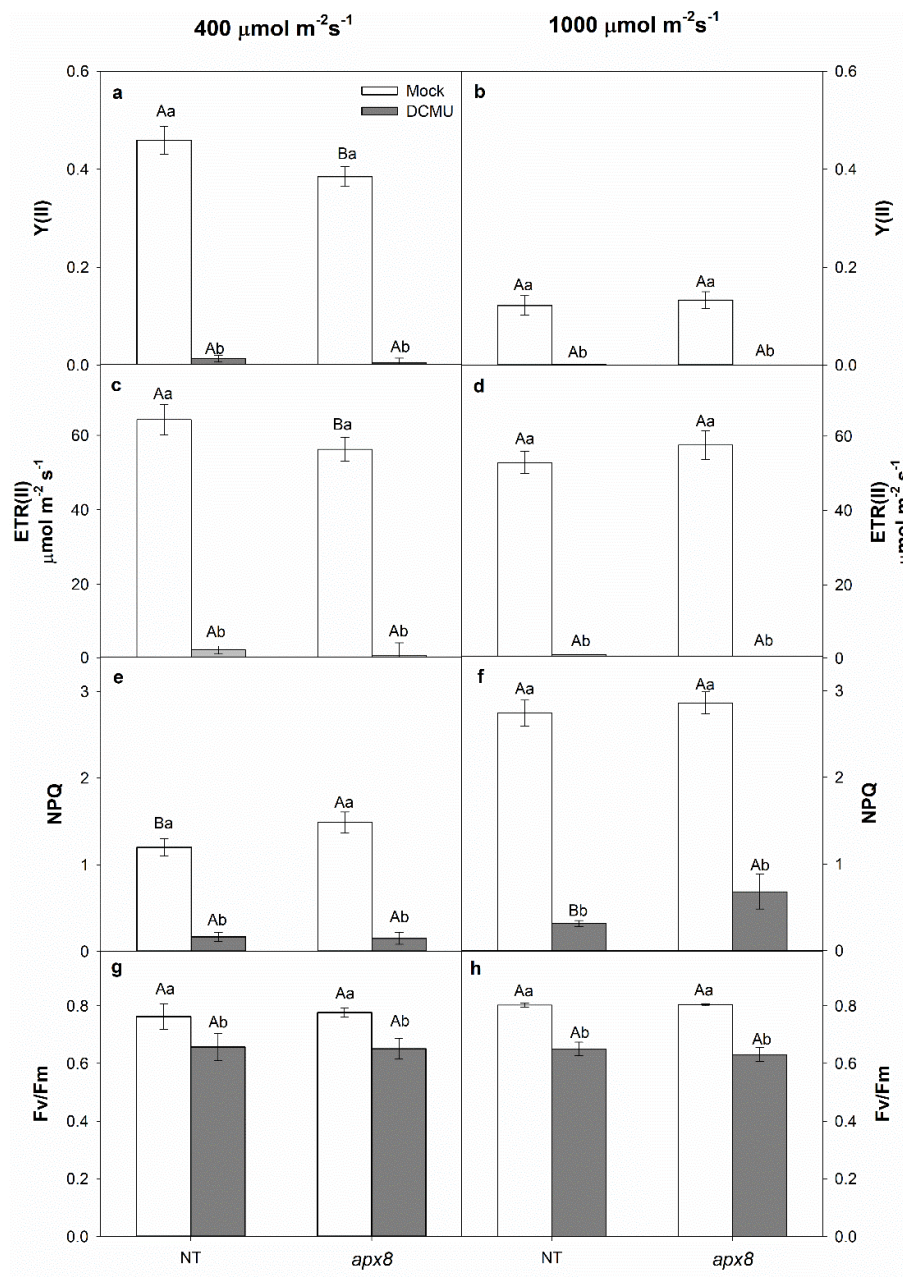 400 μmol m⁻²s⁻¹ 1000 μmol m⁻²s⁻¹
a Mock b
DCMU
0.6 0.6
Aa
Ba
0.4 0.4
Y(II) Y(II)
0.2 0.2
Aa Aa
Ab Ab Ab Ab
0.0 0.0
c d
Aa Ba Aa Aa
60 60
ETR(II) ETR(II)
μmol m⁻² s⁻¹ μmol m⁻² s⁻¹
40 40
20 20
Ab Ab Ab Ab
0 0
e f
3 3
Aa Aa
NPQ NPQ
2 2
Ba Aa
1 1
Ab Ab Bb Ab
0 0
g h
Aa Ab Aa Ab Aa Ab Aa Ab
0.8 0.8
0.6 0.6
Fv/Fm Fv/Fm
0.4 0.4
0.2 0.2
0.0 0.0
NT apx8 NT apx8